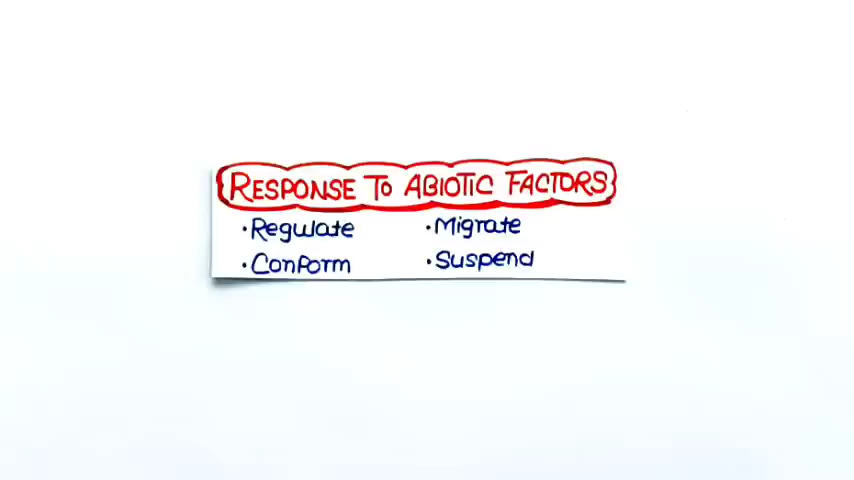 RESPONSE TO ABIOTIC FACTORS
• Regulate • Migrate
• Conform • Suspend